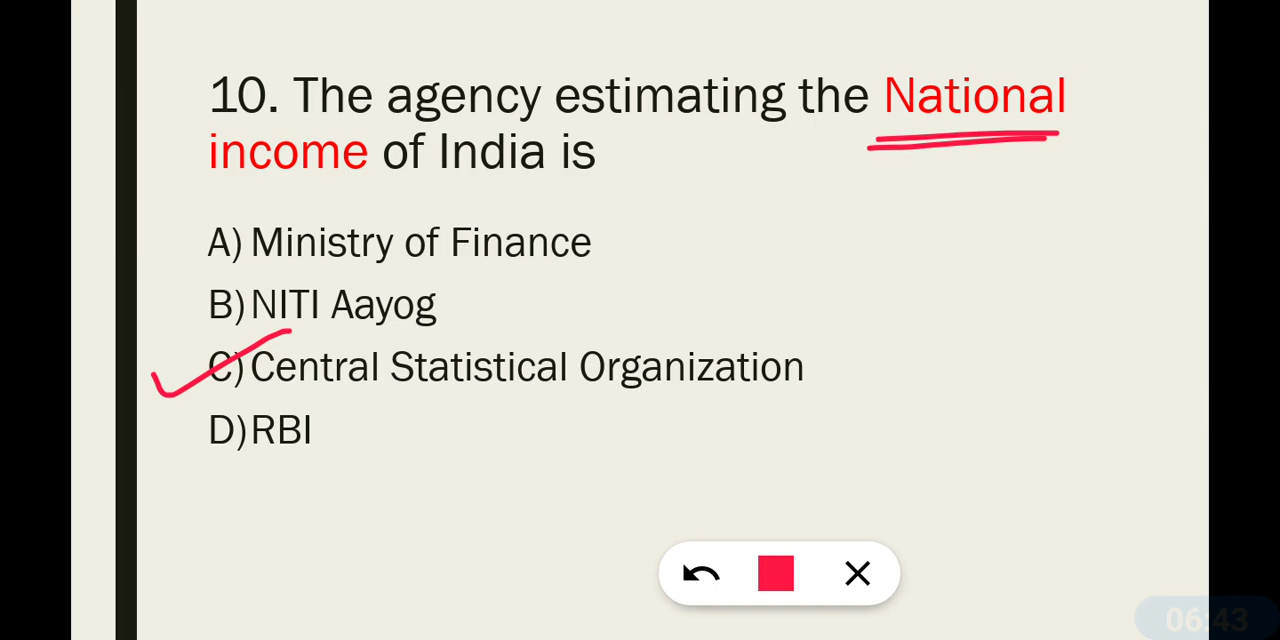 10. The agency estimating the National
income of India is
A) Ministry of Finance
B) NITI Aayog
C) Central Statistical Organization
D) RBI
06:43